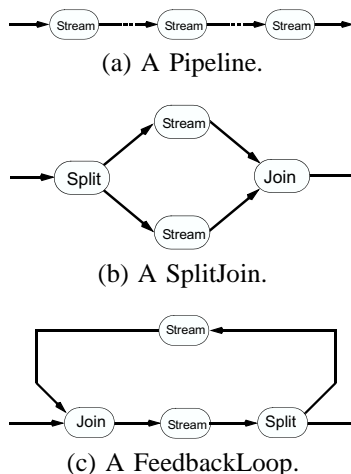 Stream Stream Stream
(a) A Pipeline.
Stream
Split Join
Stream
(b) A SplitJoin.
Stream
Join Stream Split
(c) A FeedbackLoop.